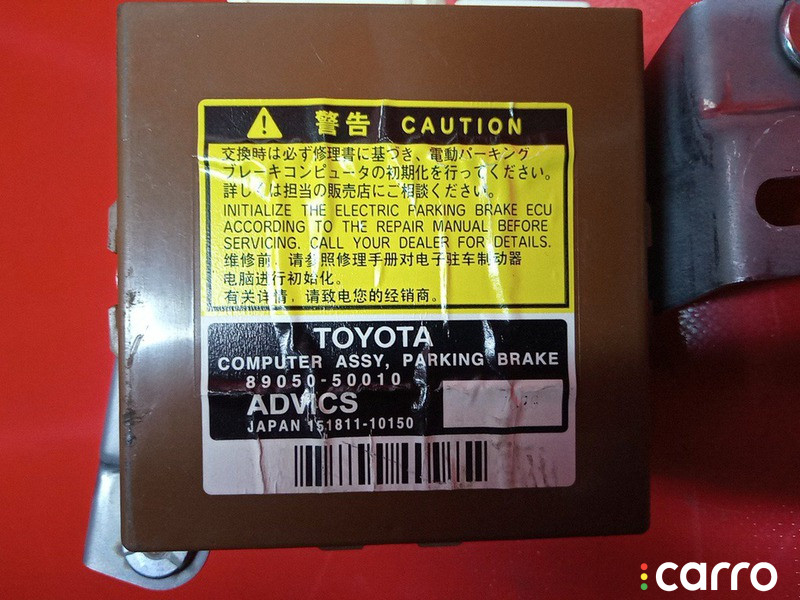 警告 CAUTION
交換時は必ず修理書に基づき、電動パーキング
ブレーキコンピュータの初期化を行ってください。
詳しくは担当の販売店にご相談ください。
INITIALIZE THE ELECTRIC PARKING BRAKE ECU
ACCORDING TO THE REPAIR MANUAL BEFORE
SERVICING. CALL YOUR DEALER FOR DETAILS.
维修前，请参照修理手册对电子驻车制动器
电脑进行初始化。
有关详情，请致电您的经销商。
TOYOTA
COMPUTER ASSY, PARKING BRAKE
89050-50010
ADVICS
JAPAN 151811-10150
carro